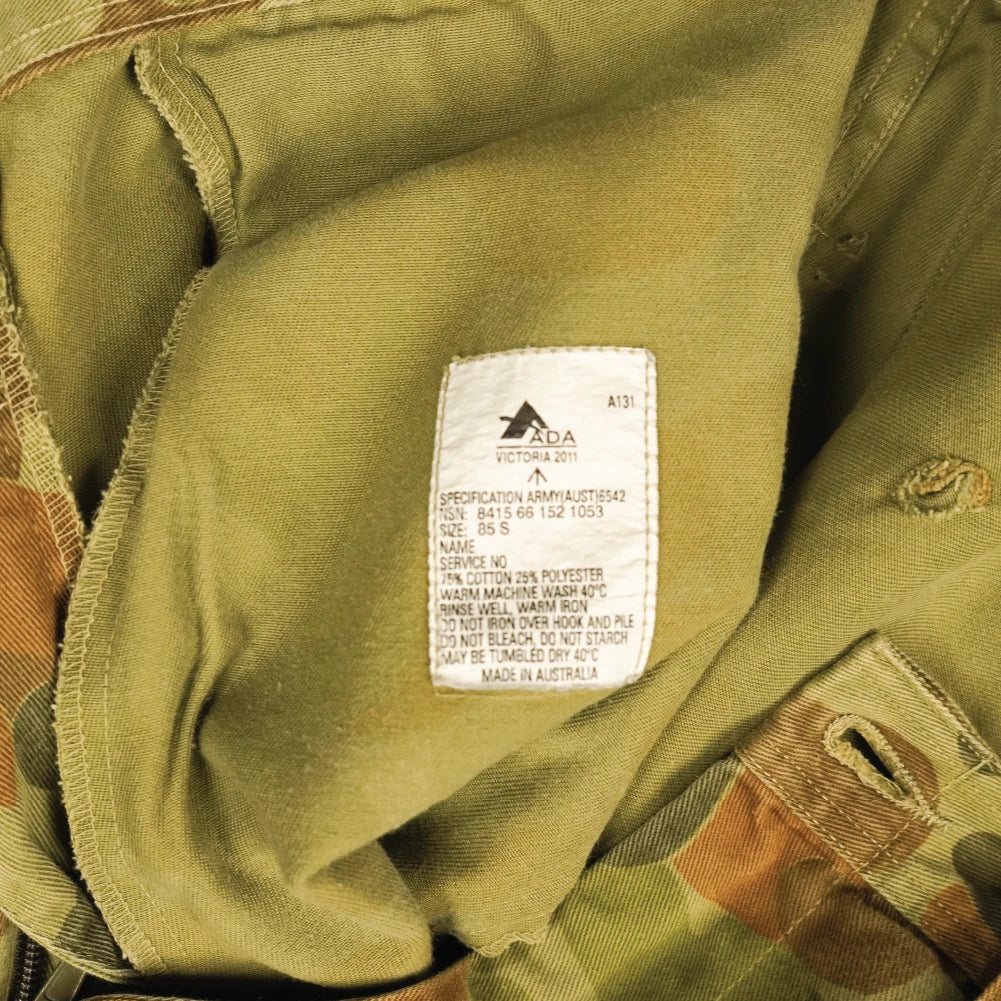 A131
ADA
VICTORIA 2011
SPECIFICATION ARMY(AUST)6542
NSN: 8415 66 152 1053
SIZE: 85 S
NAME
SERVICE NO
75% COTTON 25% POLYESTER
WARM MACHINE WASH 40°C
RINSE WELL, WARM IRON
DO NOT IRON OVER HOOK AND PILE
DO NOT BLEACH, DO NOT STARCH
MAY BE TUMBLED DRY 40°C
MADE IN AUSTRALIA